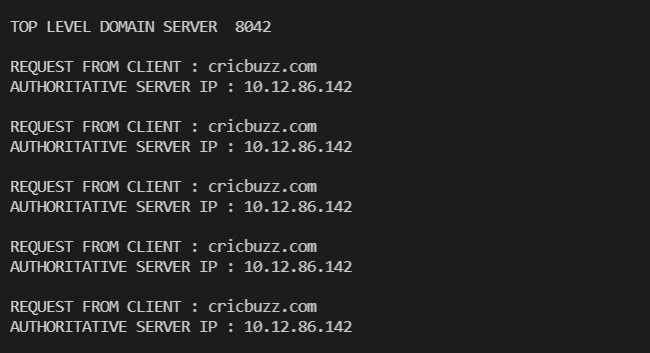 TOP LEVEL DOMAIN SERVER  8042
REQUEST FROM CLIENT : cricbuzz.com
AUTHORITATIVE SERVER IP : 10.12.86.142
REQUEST FROM CLIENT : cricbuzz.com
AUTHORITATIVE SERVER IP : 10.12.86.142
REQUEST FROM CLIENT : cricbuzz.com
AUTHORITATIVE SERVER IP : 10.12.86.142
REQUEST FROM CLIENT : cricbuzz.com
AUTHORITATIVE SERVER IP : 10.12.86.142
REQUEST FROM CLIENT : cricbuzz.com
AUTHORITATIVE SERVER IP : 10.12.86.142